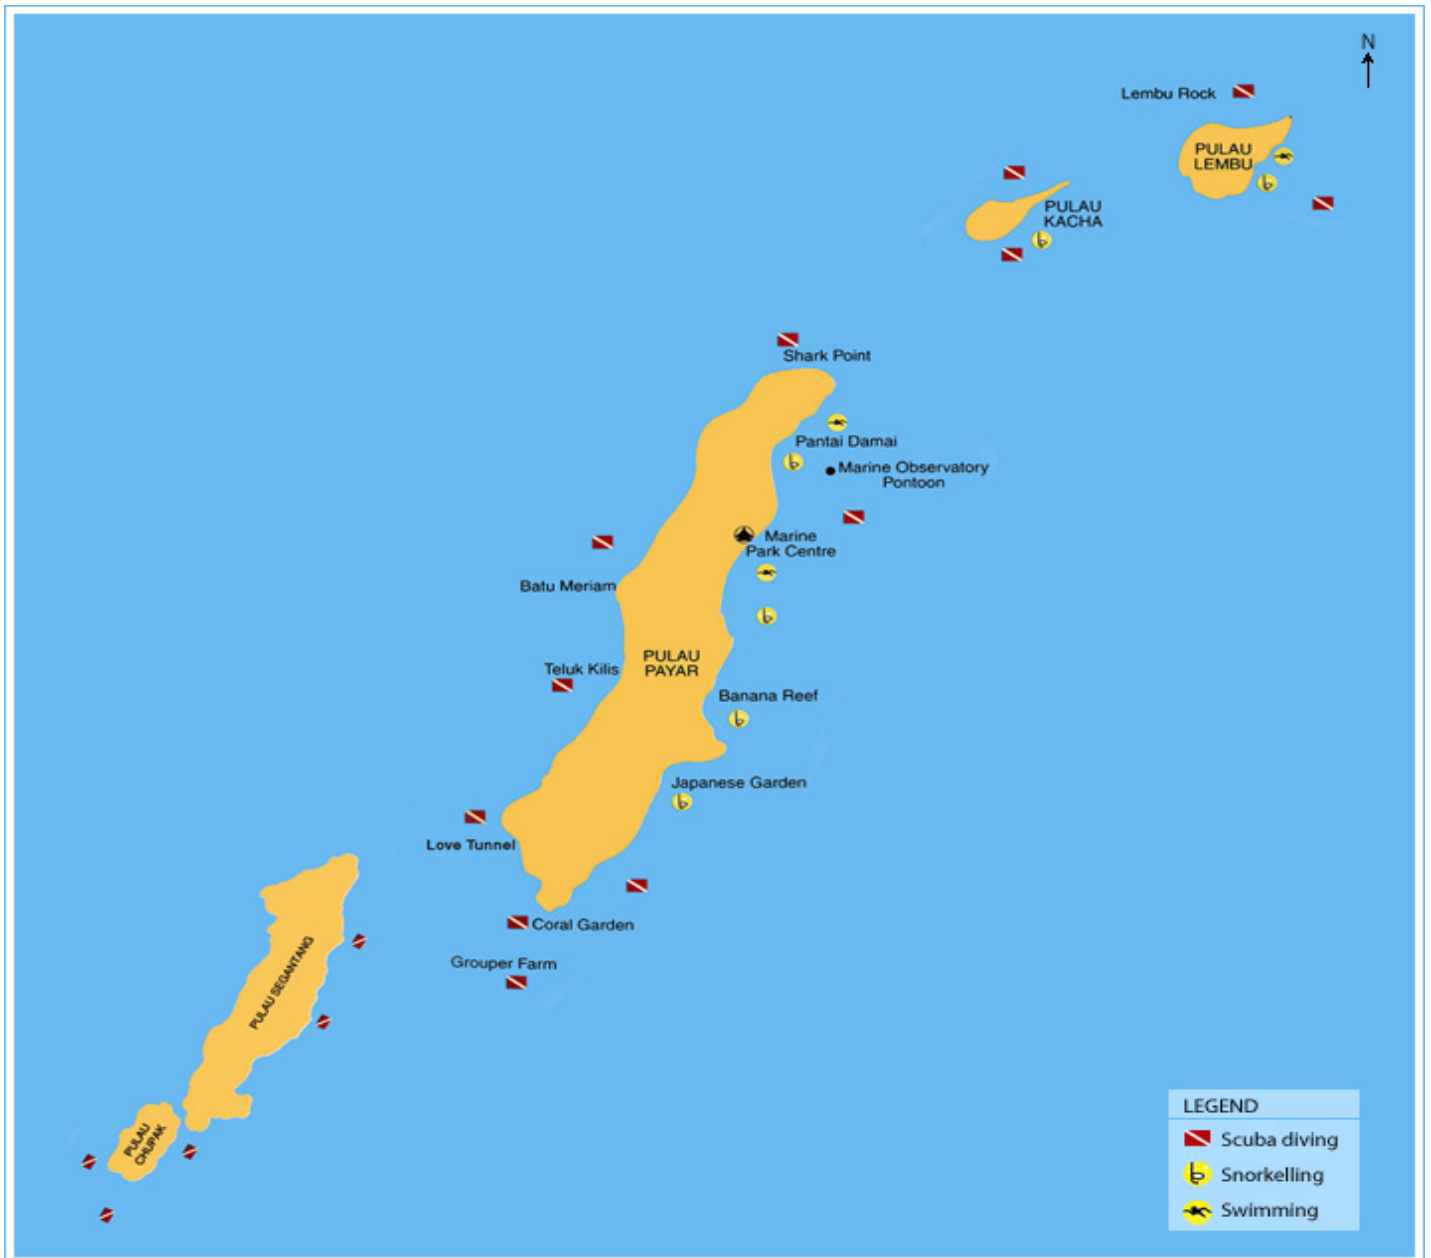 N
Lembu Rock
PULAU
LEMBU
PULAU
KACHA
Shark Point
Pantai Damai
Marine Observatory
Pontoon
Marine
Park Centre
Batu Meriam
PULAU
PAYAR
Teluk Kilis
Banana Reef
Japanese Garden
Love Tunnel
Coral Garden
Grouper Farm
PULAU SEGANTANG
PULAU
CHUPAK
LEGEND
Scuba diving
Snorkelling
Swimming